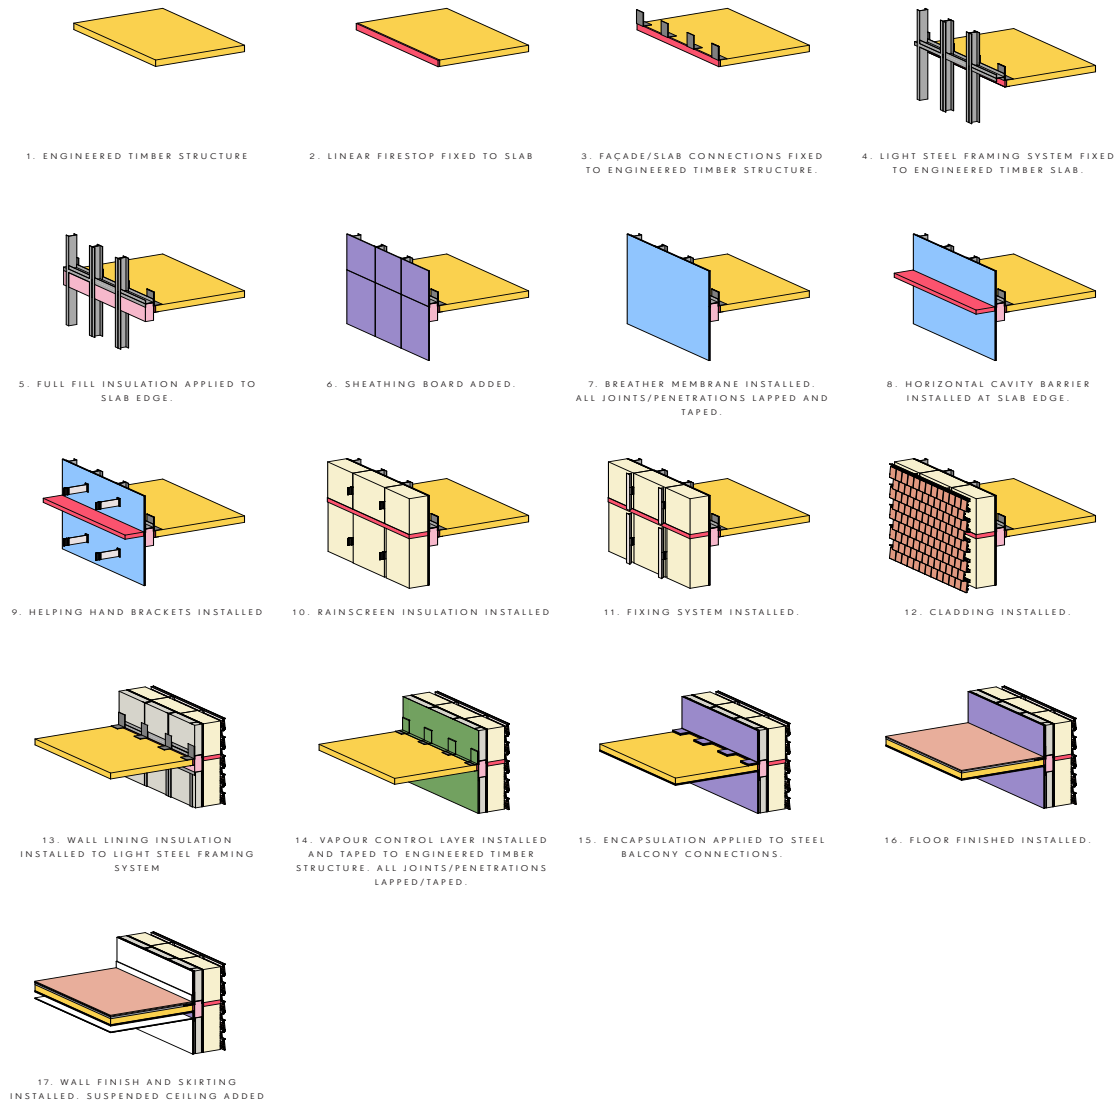 1. ENGINEERED TIMBER STRUCTURE
2. LINEAR FIRESTOP FIXED TO SLAB
3. FAÇADE/SLAB CONNECTIONS FIXED
TO ENGINEERED TIMBER STRUCTURE.
4. LIGHT STEEL FRAMING SYSTEM FIXED
TO ENGINEERED TIMBER SLAB.
5. FULL FILL INSULATION APPLIED TO
SLAB EDGE.
6. SHEATHING BOARD ADDED.
7. BREATHER MEMBRANE INSTALLED.
ALL JOINTS/PENETRATIONS LAPPED AND
TAPED.
8. HORIZONTAL CAVITY BARRIER
INSTALLED AT SLAB EDGE.
9. HELPING HAND BRACKETS INSTALLED
10. RAINSCREEN INSULATION INSTALLED
11. FIXING SYSTEM INSTALLED.
12. CLADDING INSTALLED.
13. WALL LINING INSULATION
INSTALLED TO LIGHT STEEL FRAMING
SYSTEM
14. VAPOUR CONTROL LAYER INSTALLED
AND TAPED TO ENGINEERED TIMBER
STRUCTURE. ALL JOINTS/PENETRATIONS
LAPPED/TAPED.
15. ENCAPSULATION APPLIED TO STEEL
BALCONY CONNECTIONS.
16. FLOOR FINISHED INSTALLED.
17. WALL FINISH AND SKIRTING
INSTALLED. SUSPENDED CEILING ADDED